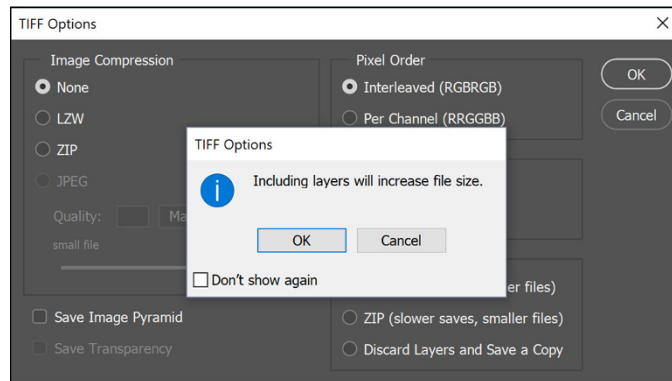 TIFF Options
Image Compression
None
LZW
ZIP
JPEG
Quality:
small file
Save Image Pyramid
Save Transparency
Pixel Order
Interleaved (RGBRGB)
Per Channel (RRGGBB)
er files)
ZIP (slower saves, smaller files)
Discard Layers and Save a Copy
OK
Cancel
TIFF Options
Including layers will increase file size.
OK
Cancel
Don't show again